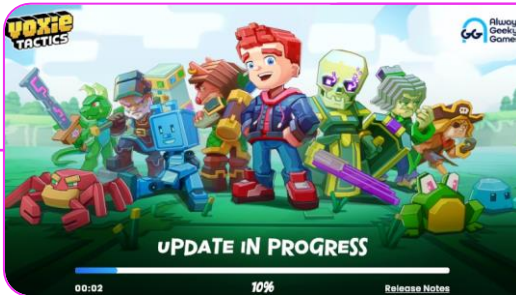 VOXIE
TACTICS
Always
Geeky
Games
UPDATE IN PROGRESS
00:02
10%
Release Notes